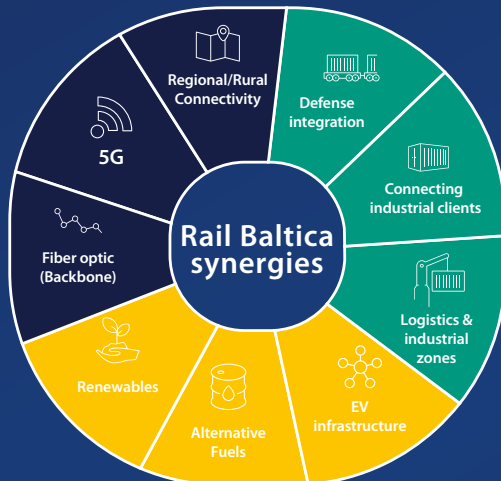 Rail Baltica
synergies
Regional/Rural
Connectivity
Defense
integration
Connecting
industrial clients
Logistics &
industrial
zones
EV
infrastructure
Alternative
Fuels
Renewables
Fiber optic
(Backbone)
5G